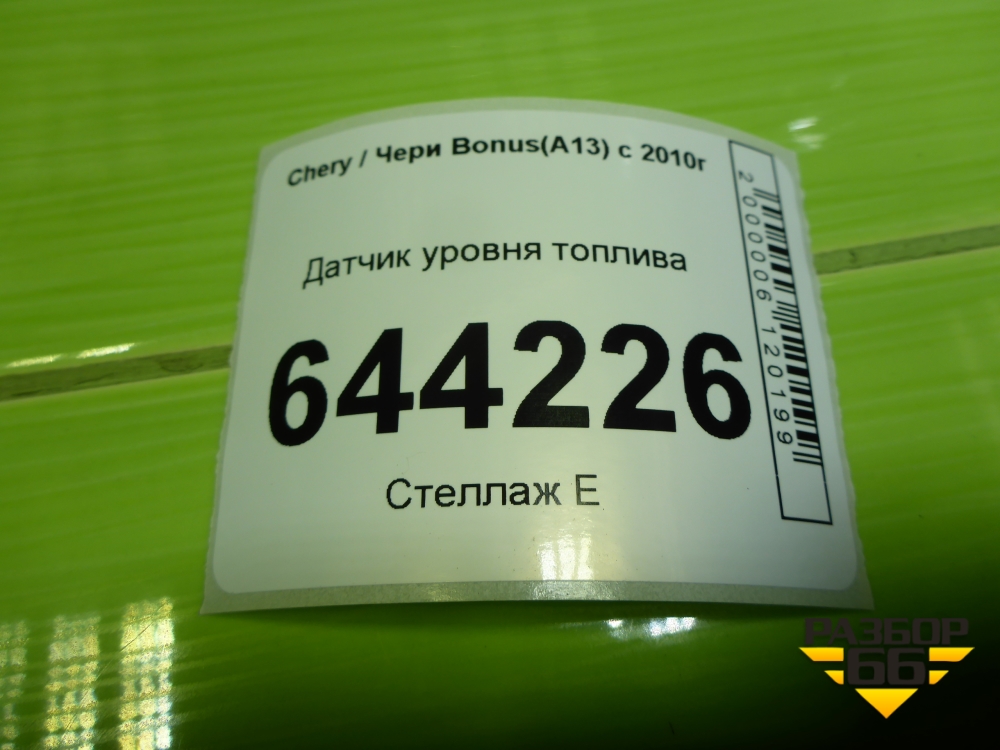 Chery / Чери Bonus(A13) с 2010г
Датчик уровня топлива
644226
Стеллаж Е
2000006120199
РАЗБОР
66